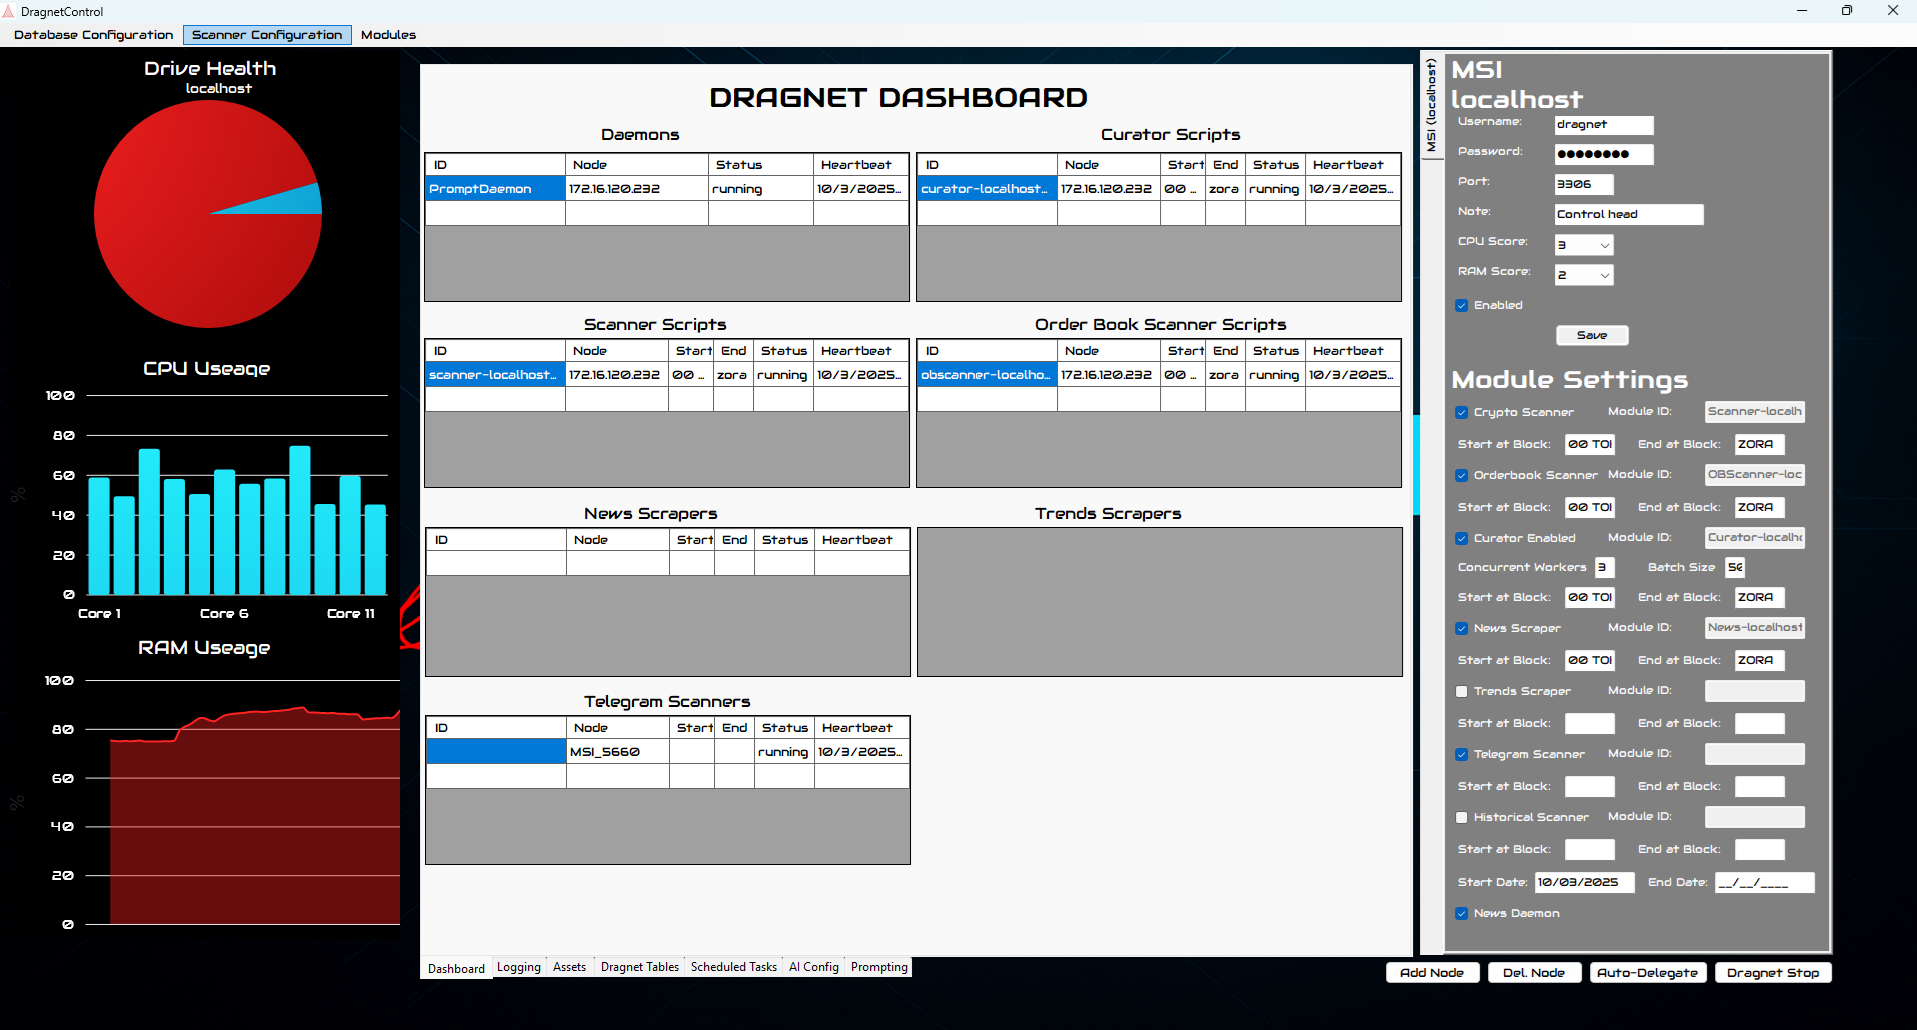 DragnetControl
Database Configuration Scanner Configuration Modules
Drive Health
localhost
CPU Useage
100
80
60
40
20
0
%
Core 1 Core 6 Core 11
RAM Useage
100
80
60
40
20
0
%
DRAGNET DASHBOARD
Daemons
ID Node Status Heartbeat
PromptDaemon 172.16.120.232 running 10/3/2025...
Curator Scripts
ID Node Start End Status Heartbeat
curator-localhost... 172.16.120.232 00 ... zora running 10/3/2025...
Scanner Scripts
ID Node Start End Status Heartbeat
scanner-localhost... 172.16.120.232 00 ... zora running 10/3/2025...
Order Book Scanner Scripts
ID Node Start End Status Heartbeat
obscanner-localho... 172.16.120.232 00 ... zora running 10/3/2025...
News Scrapers
ID Node Start End Status Heartbeat
Trends Scrapers
Telegram Scanners
ID Node Start End Status Heartbeat
MSI_5660 running 10/3/2025...
Dashboard Logging Assets Dragnet Tables Scheduled Tasks AI Config Prompting
MSI (localhost)
MSI
localhost
Username: dragnet
Password: ●●●●●●●●
Port: 3306
Note: Control head
CPU Score: 3
RAM Score: 2
Enabled
Save
Module Settings
Crypto Scanner Module ID: Scanner-localh
Start at Block: 00 TO End at Block: ZORA
Orderbook Scanner Module ID: OBScanner-loc
Start at Block: 00 TO End at Block: ZORA
Curator Enabled Module ID: Curator-localh
Concurrent Workers 3 Batch Size 50
Start at Block: 00 TO End at Block: ZORA
News Scraper Module ID: News-localhost
Start at Block: 00 TO End at Block: ZORA
Trends Scraper Module ID:
Start at Block: End at Block:
Telegram Scanner Module ID:
Start at Block: End at Block:
Historical Scanner Module ID:
Start at Block: End at Block:
Start Date: 10/03/2025 End Date: __/__/____
News Daemon
Add Node Del. Node Auto-Delegate Dragnet Stop